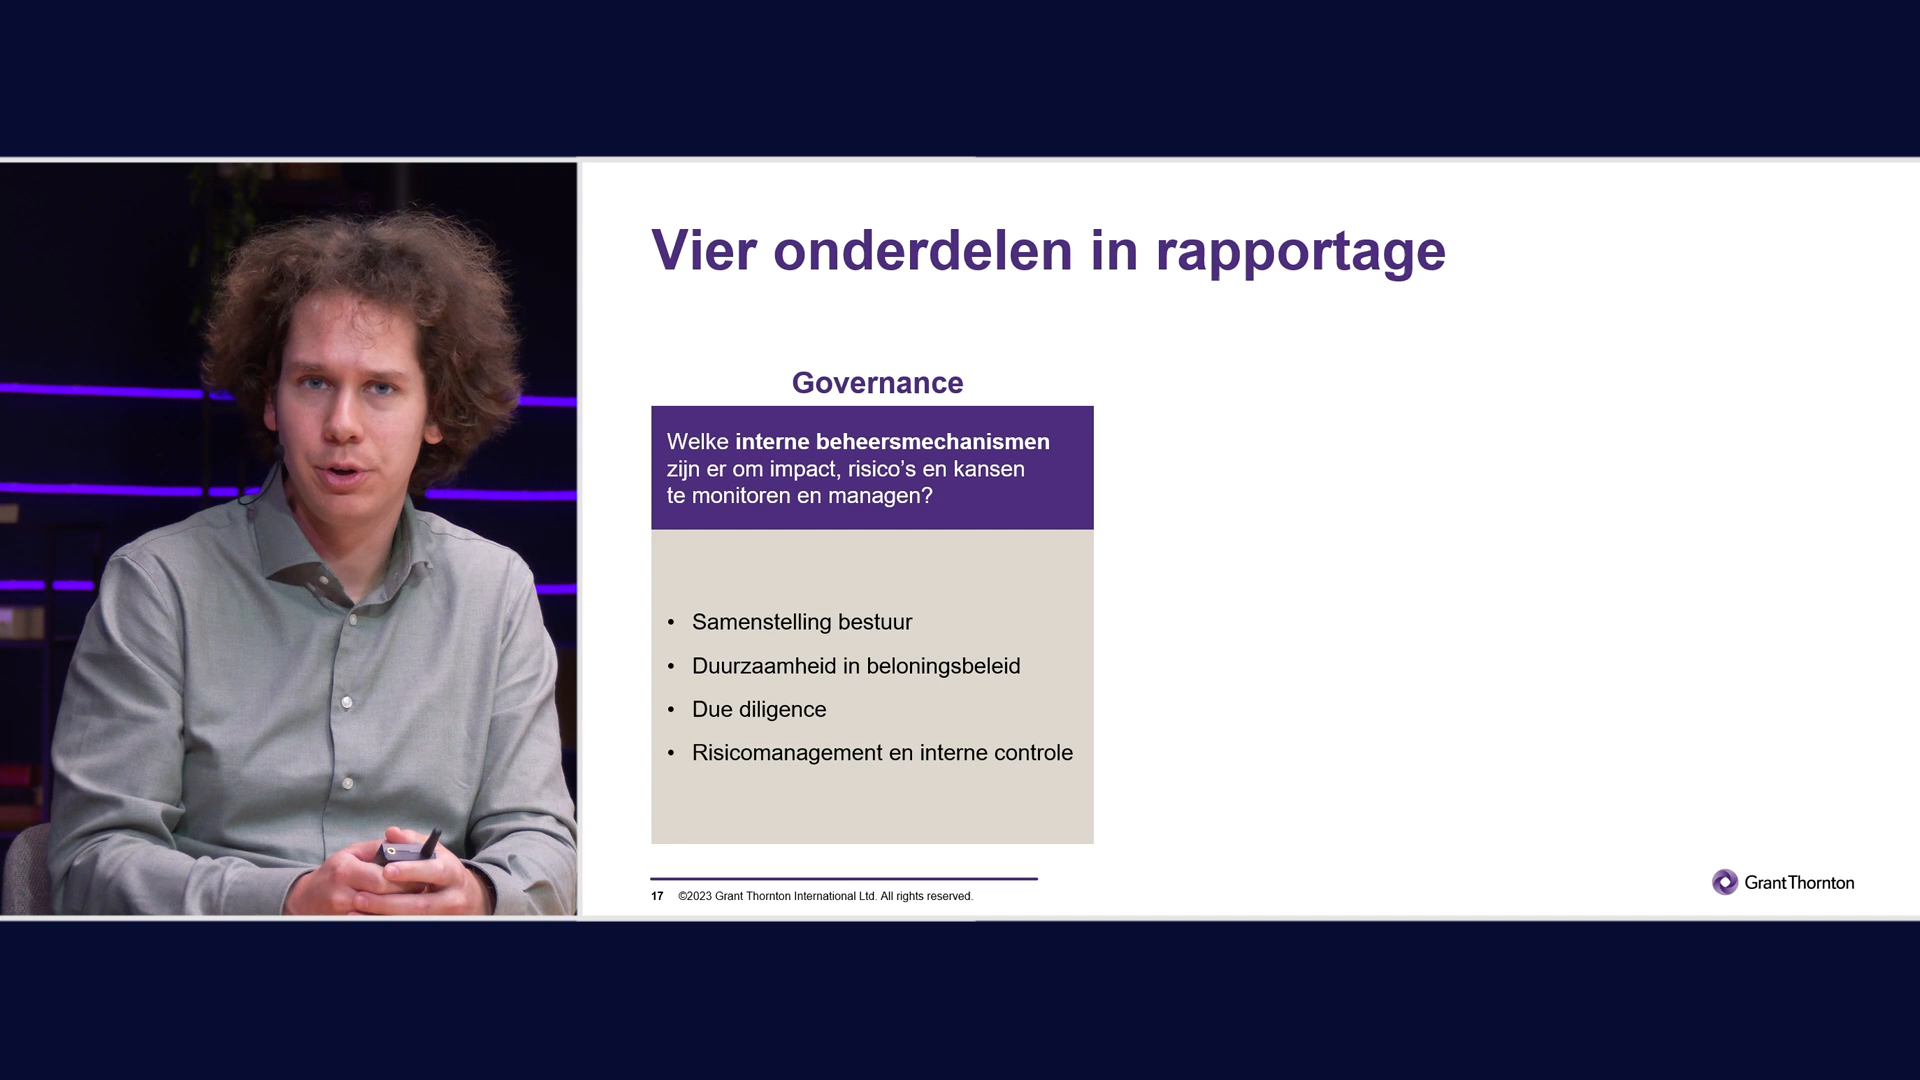 Vier onderdelen in rapportage
Governance
Welke interne beheersmechanismen
zijn er om impact, risico’s en kansen
te monitoren en managen?
• Samenstelling bestuur
• Duurzaamheid in beloningsbeleid
• Due diligence
• Risicomanagement en interne controle
17 ©2023 Grant Thornton International Ltd. All rights reserved.
GrantThornton